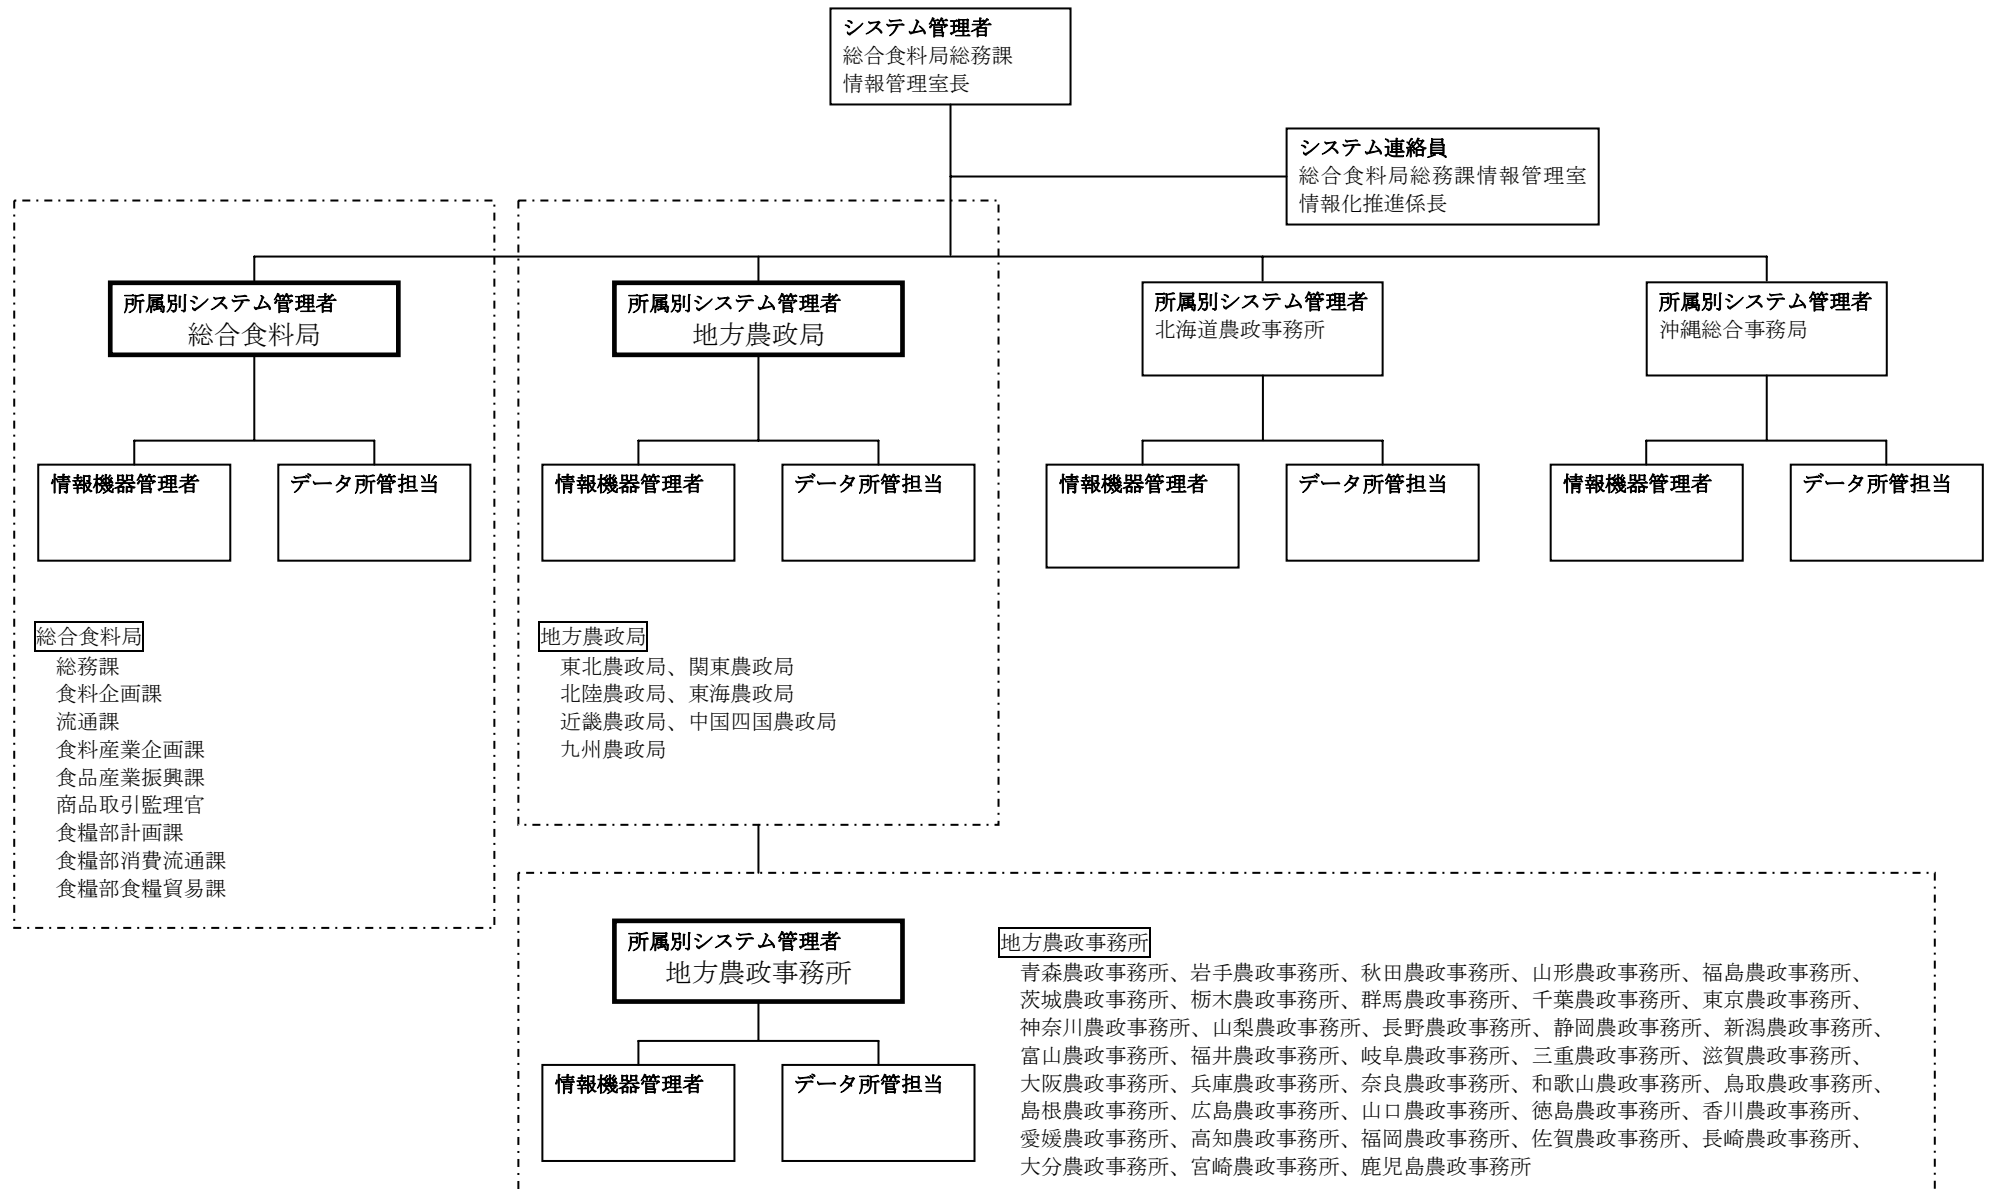 システム管理者
総合食料局総務課
情報管理室長
システム連絡員
総合食料局総務課情報管理室
情報化推進係長
所属別システム管理者
総合食料局
所属別システム管理者
地方農政局
所属別システム管理者
北海道農政事務所
所属別システム管理者
沖縄総合事務局
情報機器管理者
データ所管担当
情報機器管理者
データ所管担当
情報機器管理者
データ所管担当
情報機器管理者
データ所管担当
総合食料局
総務課
食料企画課
流通課
食料産業企画課
食品産業振興課
商品取引監理官
食糧部計画課
食糧部消費流通課
食糧部食糧貿易課
地方農政局
東北農政局、関東農政局
北陸農政局、東海農政局
近畿農政局、中国四国農政局
九州農政局
所属別システム管理者
地方農政事務所
情報機器管理者
データ所管担当
地方農政事務所
青森農政事務所、岩手農政事務所、秋田農政事務所、山形農政事務所、福島農政事務所、
茨城農政事務所、栃木農政事務所、群馬農政事務所、千葉農政事務所、東京農政事務所、
神奈川農政事務所、山梨農政事務所、長野農政事務所、静岡農政事務所、新潟農政事務所、
富山農政事務所、福井農政事務所、岐阜農政事務所、三重農政事務所、滋賀農政事務所、
大阪農政事務所、兵庫農政事務所、奈良農政事務所、和歌山農政事務所、鳥取農政事務所、
島根農政事務所、広島農政事務所、山口農政事務所、徳島農政事務所、香川農政事務所、
愛媛農政事務所、高知農政事務所、福岡農政事務所、佐賀農政事務所、長崎農政事務所、
大分農政事務所、宮崎農政事務所、鹿児島農政事務所